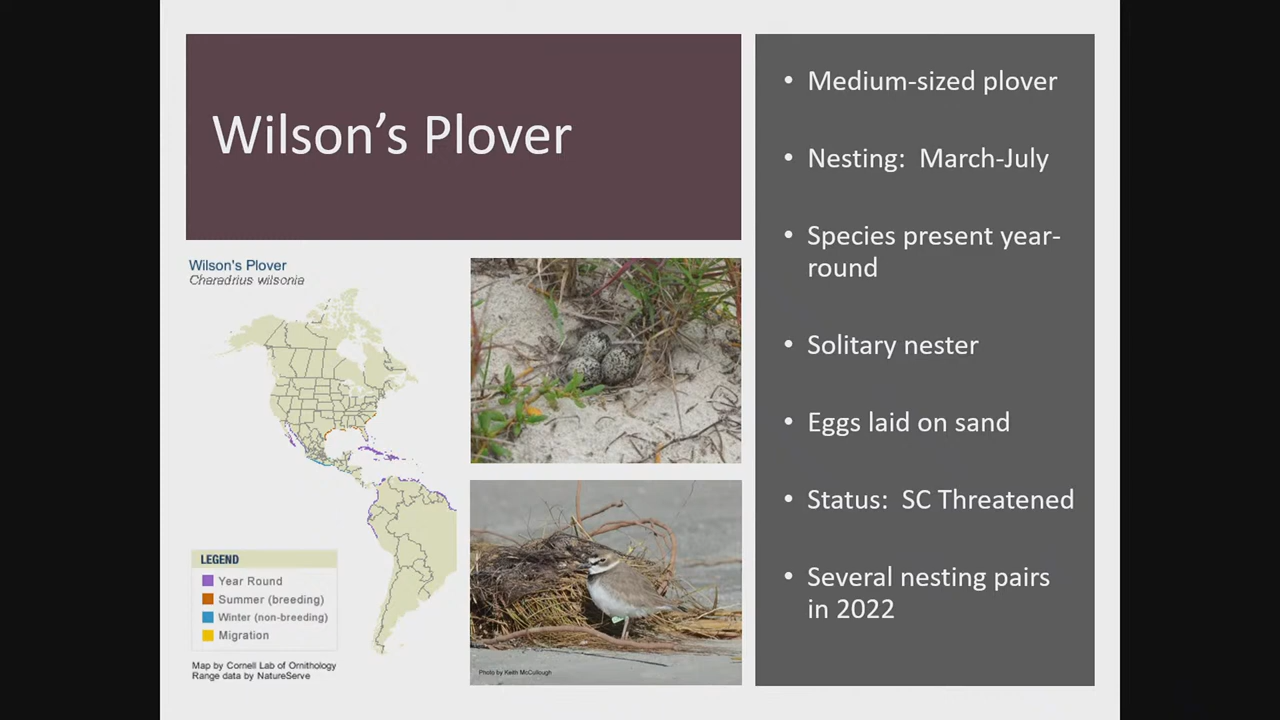 Wilson's Plover
• Medium-sized plover
• Nesting:  March-July
• Species present year-
round
• Solitary nester
• Eggs laid on sand
• Status:  SC Threatened
• Several nesting pairs
in 2022
Wilson's Plover
Charadrius wilsonia
LEGEND
Year Round
Summer (breeding)
Winter (non-breeding)
Migration
Map by Cornell Lab of Ornithology
Range data by NatureServe
Photo by Keith McCullough